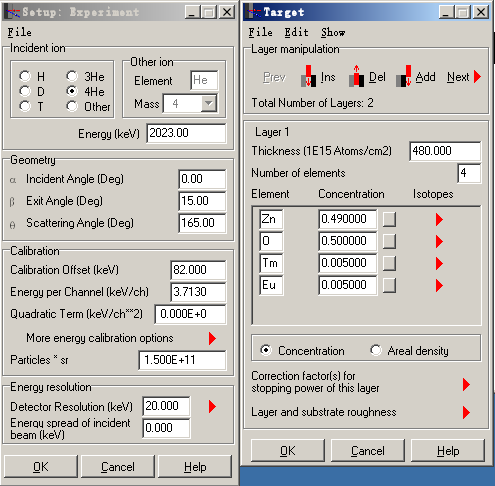 Setup: Experiment
File
Incident ion
H
3He
D
4He
T
Other
Other ion
Element He
Mass 4
Energy (keV) 2023.00
Geometry
α Incident Angle (Deg) 0.00
β Exit Angle (Deg) 15.00
θ Scattering Angle (Deg) 165.00
Calibration
Calibration Offset (keV) 82.000
Energy per Channel (keV/ch) 3.7130
Quadratic Term (keV/ch**2) 0.000E+0
More energy calibration options
Particles * sr 1.500E+11
Energy resolution
Detector Resolution (keV) 20.000
Energy spread of incident
beam (keV) 0.000
OK Cancel Help
Target
File Edit Show
Layer manipulation
Prev Ins Del Add Next
Total Number of Layers: 2
Layer 1
Thickness (1E15 Atoms/cm2) 480.000
Number of elements 4
Element Concentration Isotopes
Zn 0.490000
O 0.500000
Tm 0.005000
Eu 0.005000
Concentration Areal density
Correction factor(s) for
stopping power of this layer
Layer and substrate roughness
OK Cancel Help